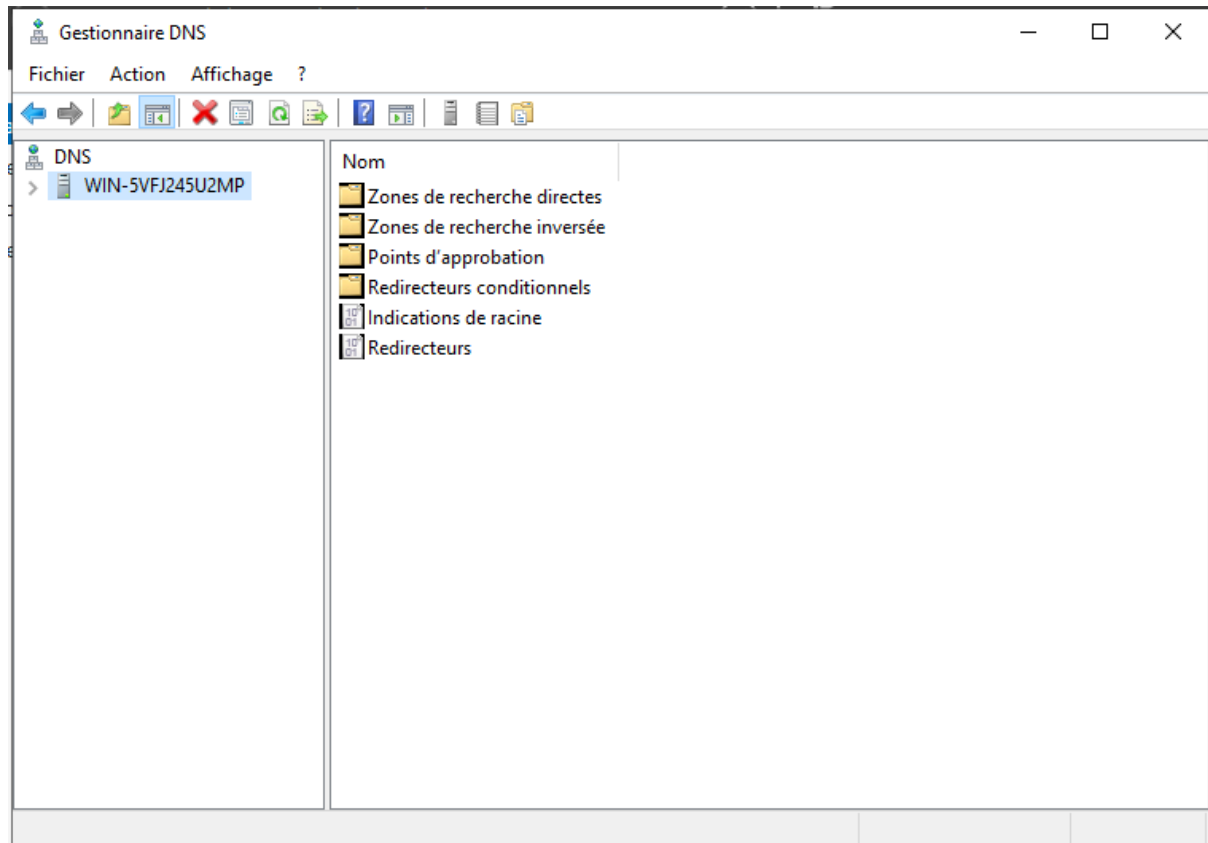 Gestionnaire DNS
Fichier Action Affichage ?
DNS
WIN-5VFJ245U2MP
Nom
Zones de recherche directes
Zones de recherche inversée
Points d'approbation
Redirecteurs conditionnels
Indications de racine
Redirecteurs